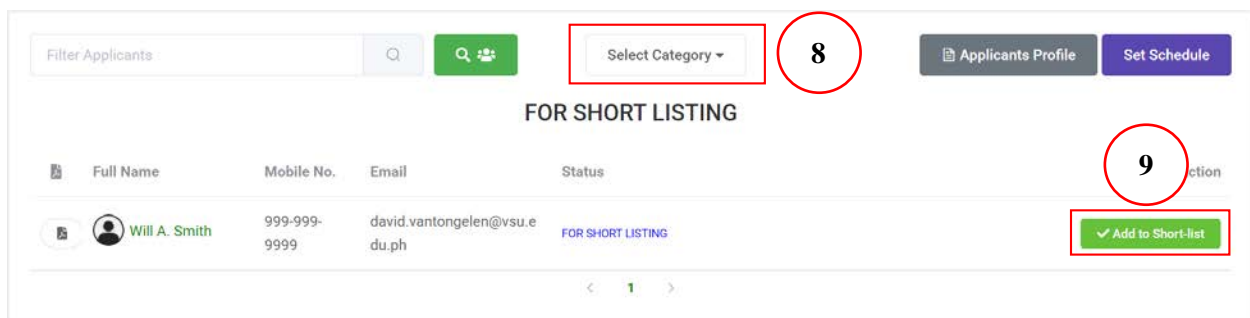 Filter Applicants
Select Category
8
Applicants Profile
Set Schedule
FOR SHORT LISTING
Full Name
Mobile No.
Email
Status
9
ction
Will A. Smith
999-999-
9999
david.vantongelen@vsu.e
du.ph
FOR SHORT LISTING
Add to Short-list
< 1 >